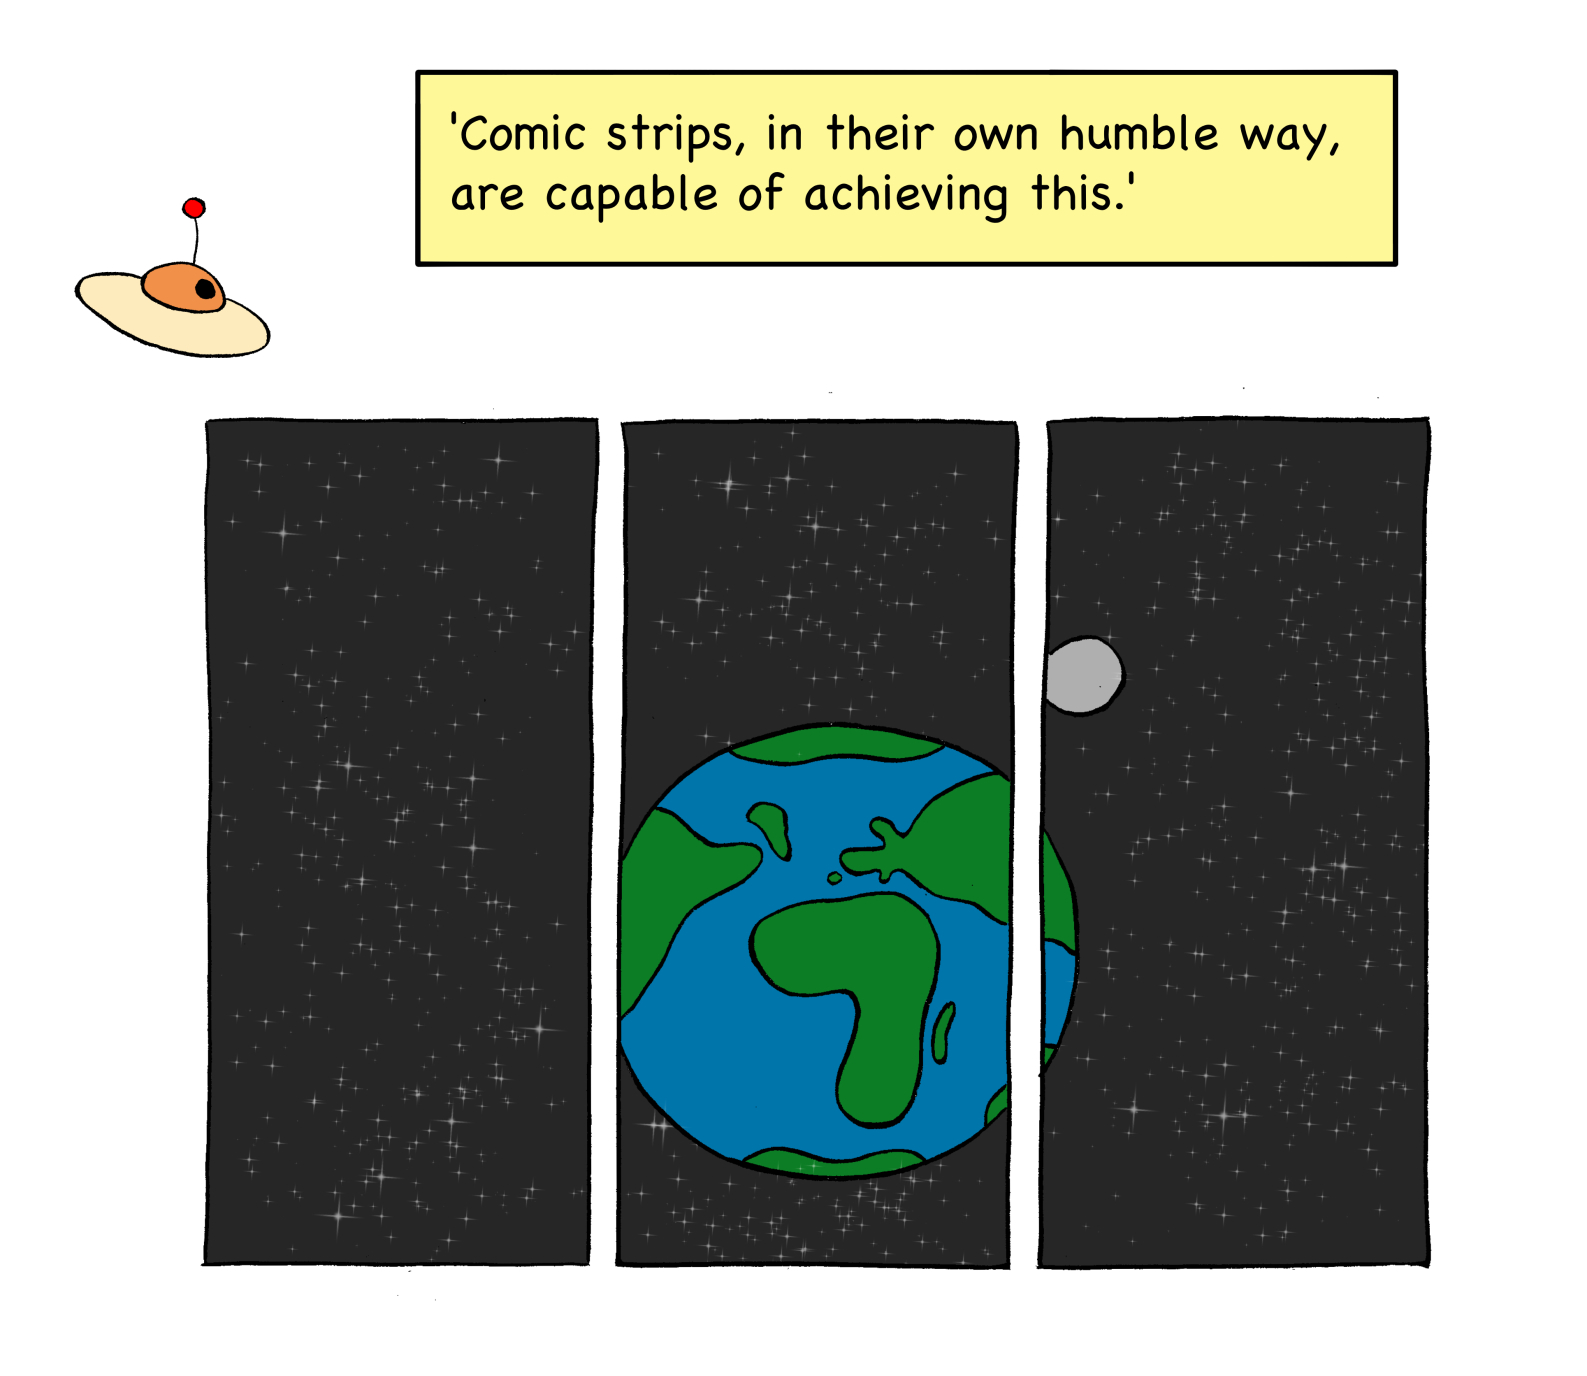 'Comic strips, in their own humble way,
are capable of achieving this.'